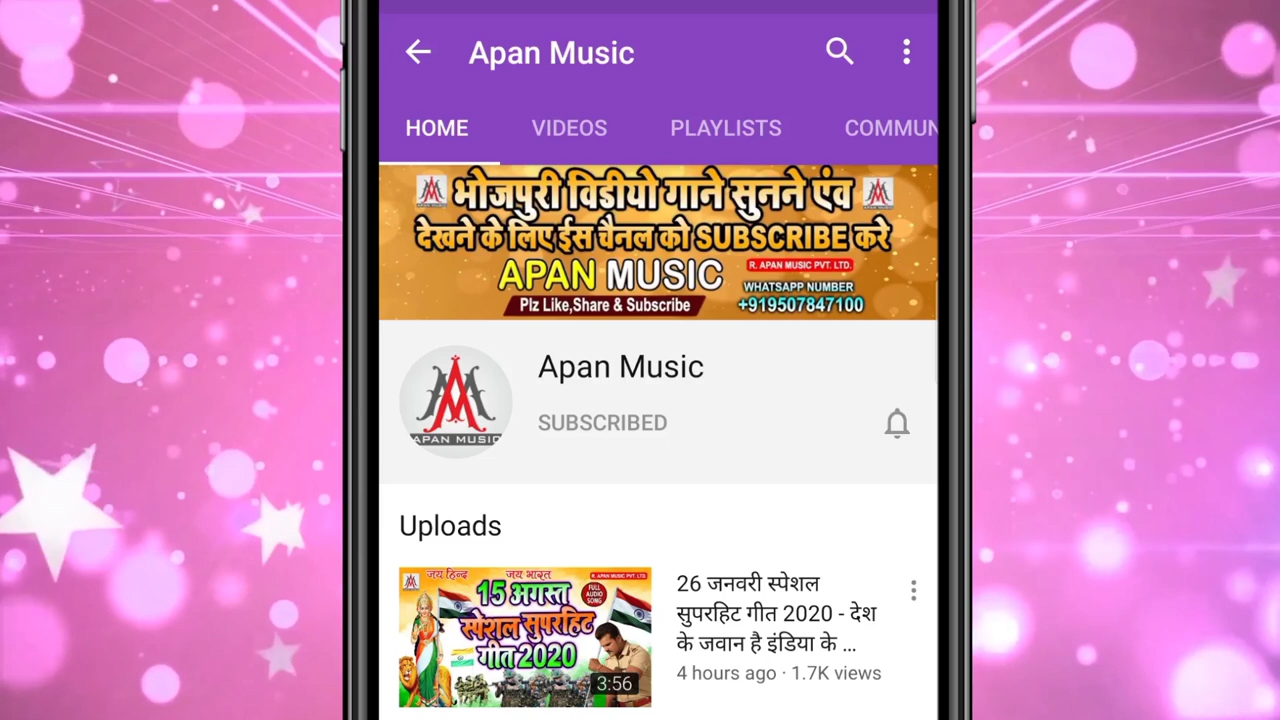 Apan Music
HOME VIDEOS PLAYLISTS COMMUN
भोजपुरी विडीयो गाने सुनने एंव
देखने के लिए ईस चैनल को SUBSCRIBE करे
APAN MUSIC
R. APAN MUSIC PVT. LTD.
WHATSAPP NUMBER
Plz Like,Share & Subscribe
+919507847100
Apan Music
SUBSCRIBED
APAN MUSIC
Uploads
जय हिन्द जय भारत
R. APAN MUSIC PVT. LTD
15 अगस्त
FULL AUDIO SONG
स्पेशल सुपरहिट
गीत 2020
3:56
26 जनवरी स्पेशल
सुपरहिट गीत 2020 - देश
के जवान है इंडिया के ...
4 hours ago · 1.7K views